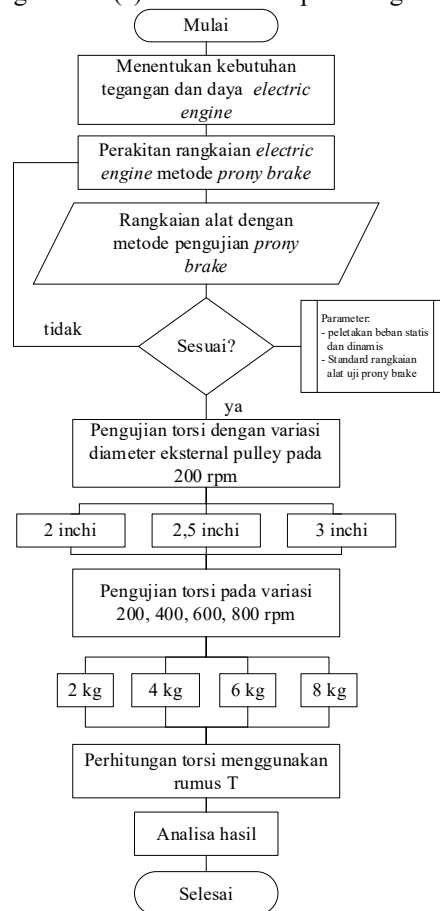 Mulai
Menentukan kebutuhan
tegangan dan daya electric
engine
Perakitan rangkaian electric
engine metode prony brake
Rangkaian alat dengan
metode pengujian prony
brake
tidak
Sesuai?
Parameter:
- peletakan beban statis
dan dinamis
- Standard rangkaian
alat uji prony brake
ya
Pengujian torsi dengan variasi
diameter eksternal pulley pada
200 rpm
2 inchi
2,5 inchi
3 inchi
Pengujian torsi pada variasi
200, 400, 600, 800 rpm
2 kg
4 kg
6 kg
8 kg
Perhitungan torsi menggunakan
rumus T
Analisa hasil
Selesai